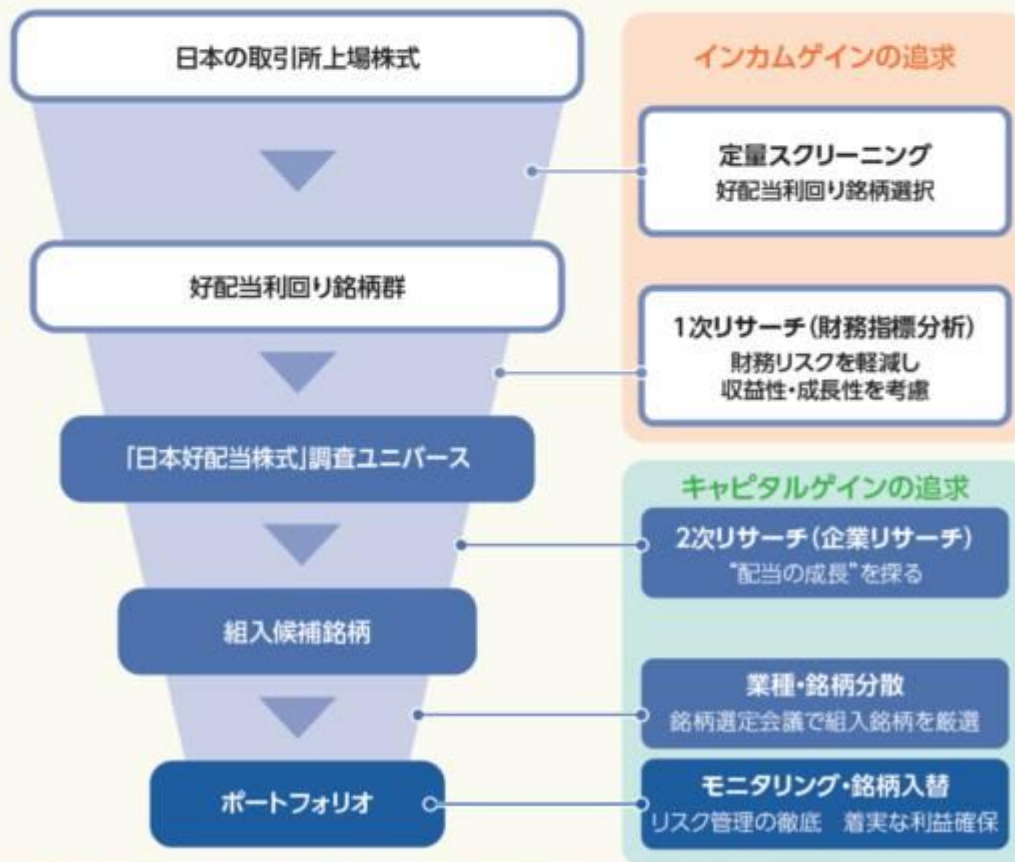 日本の取引所上場株式
インカムゲインの追求
定量スクリーニング
好配当利回り銘柄選択
好配当利回り銘柄群
1次リサーチ（財務指標分析）
財務リスクを軽減し
収益性・成長性を考慮
「日本好配当株式」調査ユニバース
キャピタルゲインの追求
2次リサーチ（企業リサーチ）
“配当の成長”を探る
組入候補銘柄
業種・銘柄分散
銘柄選定会議で組入銘柄を厳選
ポートフォリオ
モニタリング・銘柄入替
リスク管理の徹底　着実な利益確保